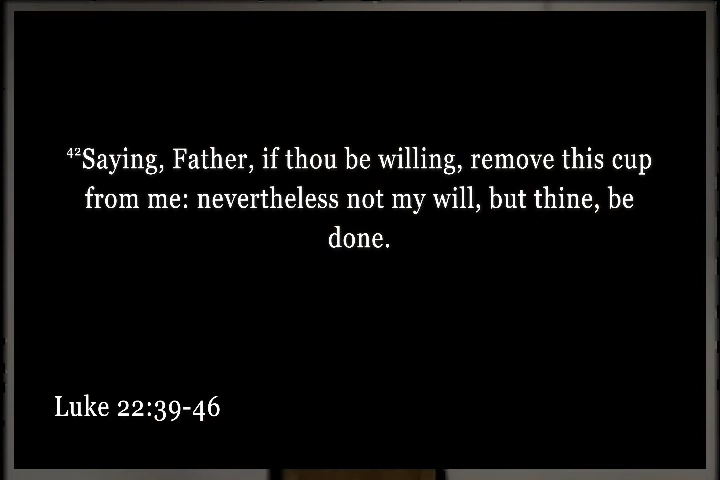 ⁴²Saying, Father, if thou be willing, remove this cup
from me: nevertheless not my will, but thine, be
done.
Luke 22:39-46